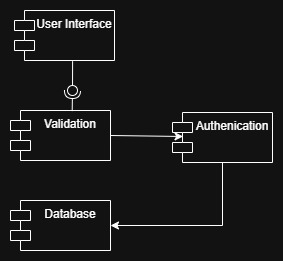 User Interface
Validation
Authenication
Database